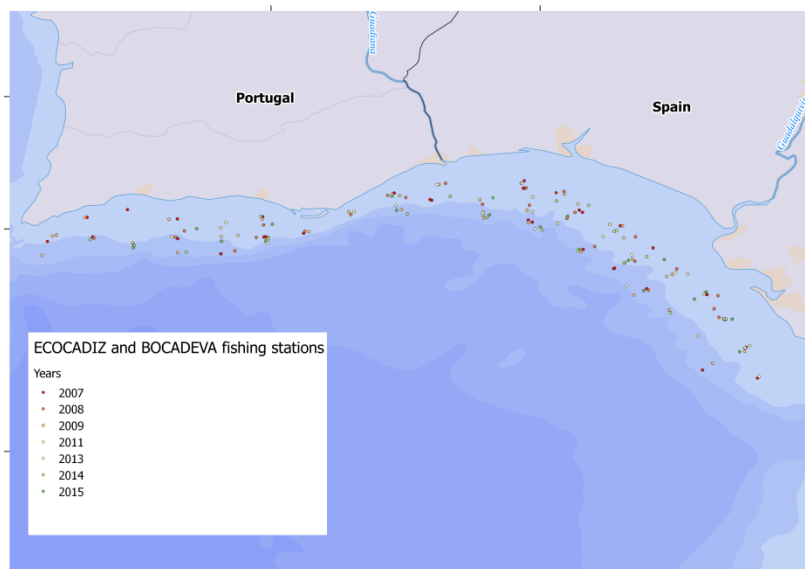 Guadiana
Portugal
Spain
Guadalquivir
ECOCADIZ and BOCADEVA fishing stations
Years
2007
2008
2009
2011
2013
2014
2015